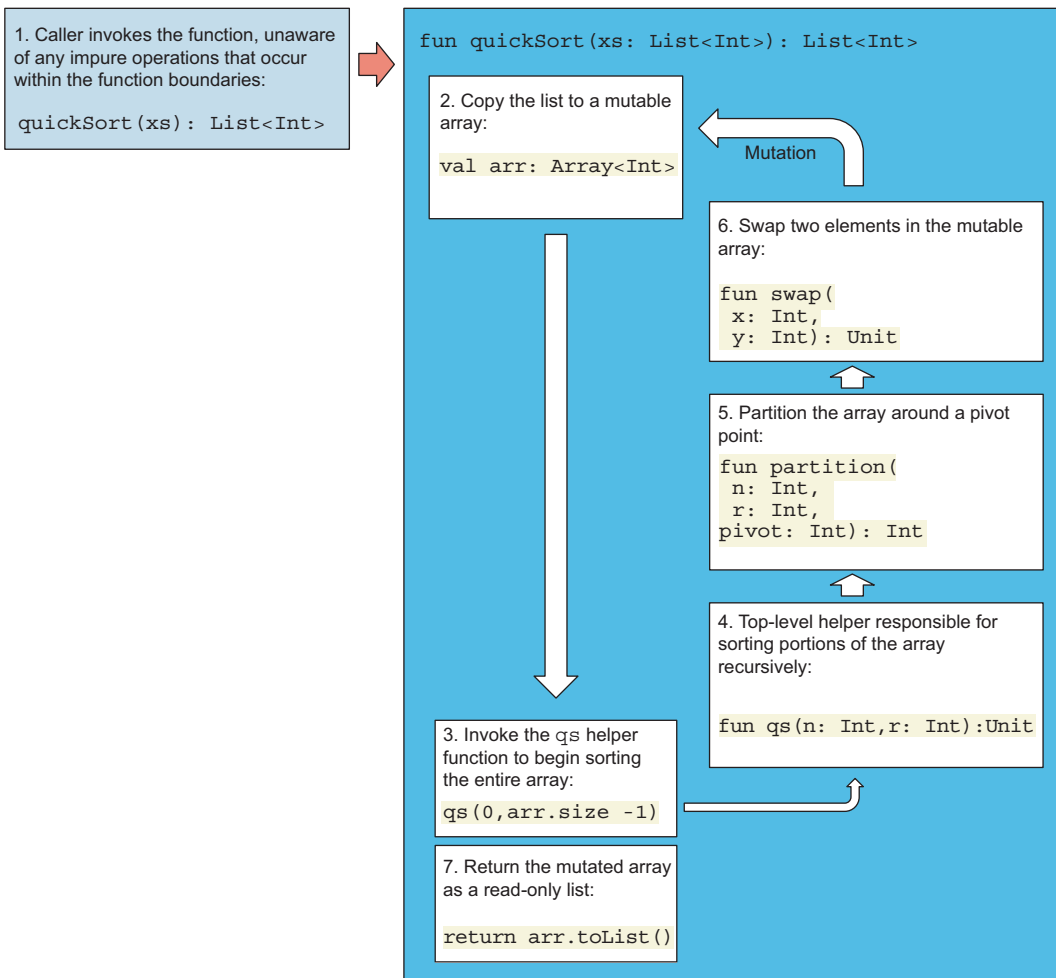 1. Caller invokes the function, unaware
of any impure operations that occur
within the function boundaries:
quickSort(xs): List<Int>
fun quickSort(xs: List<Int>): List<Int>
2. Copy the list to a mutable
array:
val arr: Array<Int>
Mutation
6. Swap two elements in the mutable
array:
fun swap(
x: Int,
y: Int): Unit
5. Partition the array around a pivot
point:
fun partition(
n: Int,
r: Int,
pivot: Int): Int
4. Top-level helper responsible for
sorting portions of the array
recursively:
fun qs(n: Int,r: Int):Unit
3. Invoke the qs helper
function to begin sorting
the entire array:
qs(0,arr.size -1)
7. Return the mutated array
as a read-only list:
return arr.toList()